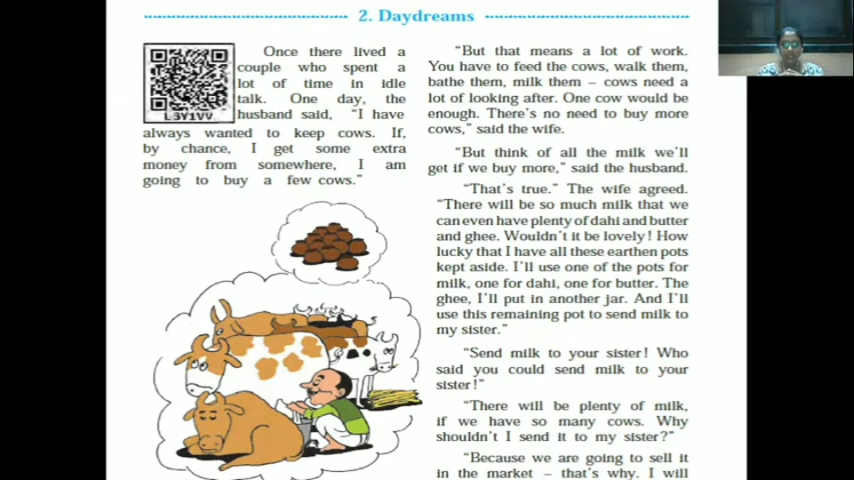 2. Daydreams
Once there lived a
couple who spent a
lot of time in idle
talk. One day, the
husband said, “I have
always wanted to keep cows. If,
by chance, I get some extra
money from somewhere, I am
going to buy a few cows.”
L3Y1VV
“But that means a lot of work.
You have to feed the cows, walk them,
bathe them, milk them – cows need a
lot of looking after. One cow would be
enough. There’s no need to buy more
cows,” said the wife.
“But think of all the milk we’ll
get if we buy more,” said the husband.
“That’s true.” The wife agreed.
“There will be so much milk that we
can even have plenty of dahi and butter
and ghee. Wouldn’t it be lovely! How
lucky that I have all these earthen pots
kept aside. I’ll use one of the pots for
milk, one for dahi, one for butter. The
ghee, I’ll put in another jar. And I’ll
use this remaining pot to send milk to
my sister.”
“Send milk to your sister! Who
said you could send milk to your
sister!”
“There will be plenty of milk,
if we have so many cows. Why
shouldn’t I send it to my sister?”
“Because we are going to sell it
in the market – that’s why. I will